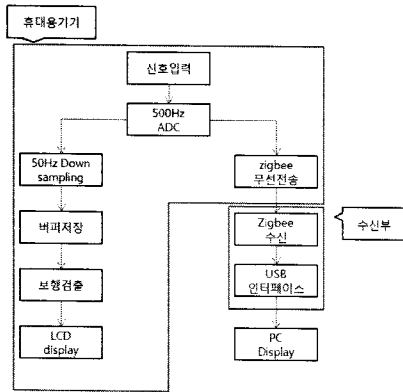 휴대용기기
신호입력
500Hz
ADC
50Hz Down
sampling
zigbee
무선전송
버퍼저장
Zigbee
수신
수신부
보행검출
USB
인터페이스
LCD
display
PC
Display